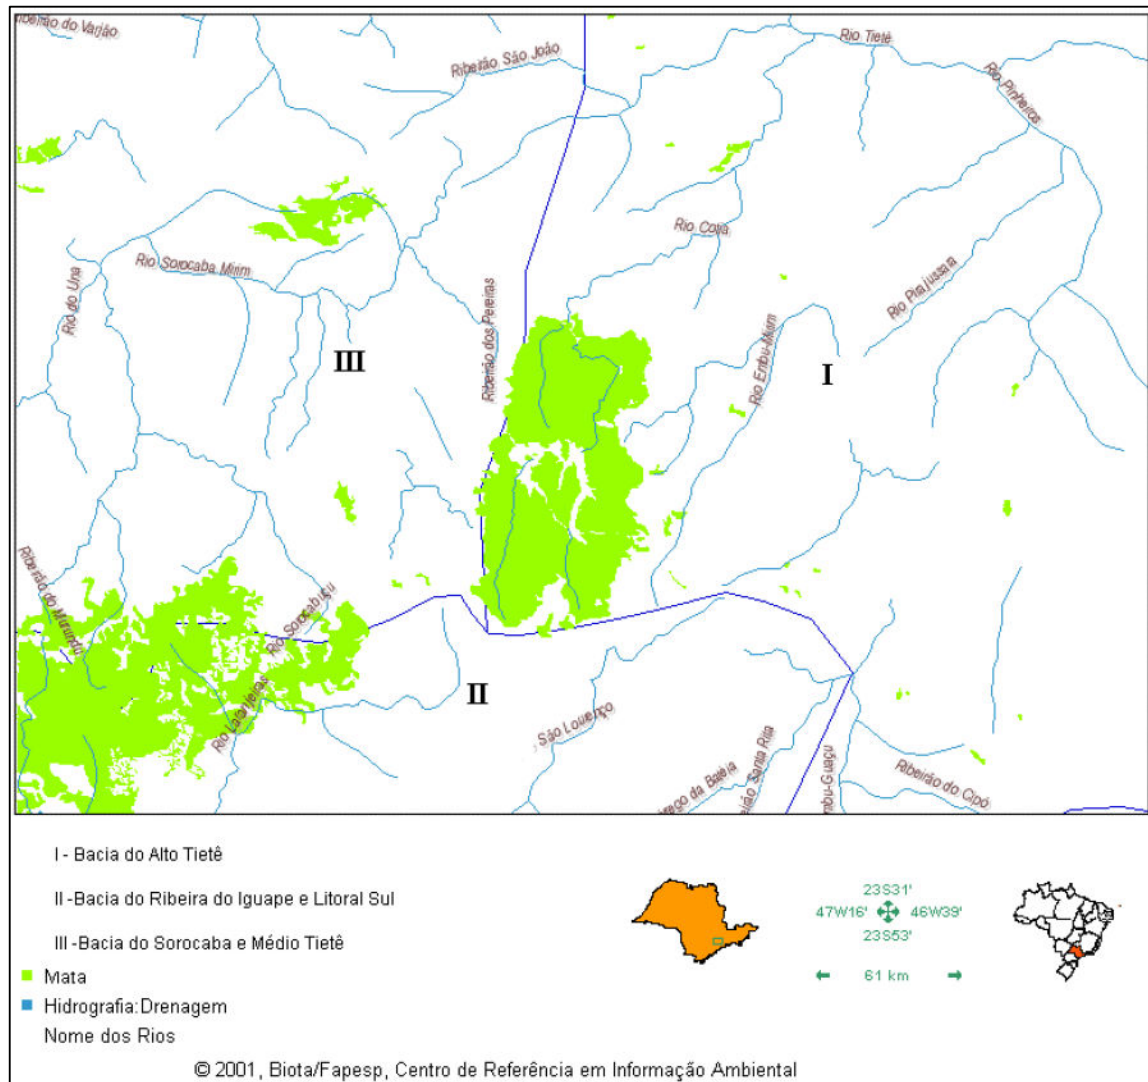 Ribeirão do Varjão
Rio Tietê
Ribeirão São João
Rio Pinheiros
Rio Cotia
Rio Sorocaba Mirim
Rio do Una
Rio Pirajussara
Ribeirão dos Pereiras
Rio Embu-Mirim
III
I
Ribeirão do Murundu
Rio Sorocabuçu
II
Rio Laranjeiras
São Lourenço
da Baleia
Santa Rita
Ribeirão do Cipó
I - Bacia do Alto Tietê
II -Bacia do Ribeira do Iguape e Litoral Sul
III -Bacia do Sorocaba e Médio Tietê
Mata
Hidrografia:Drenagem
Nome dos Rios
23S31'
47W16' 46W39'
23S53'
61 km
© 2001, Biota/Fapesp, Centro de Referência em Informação Ambiental